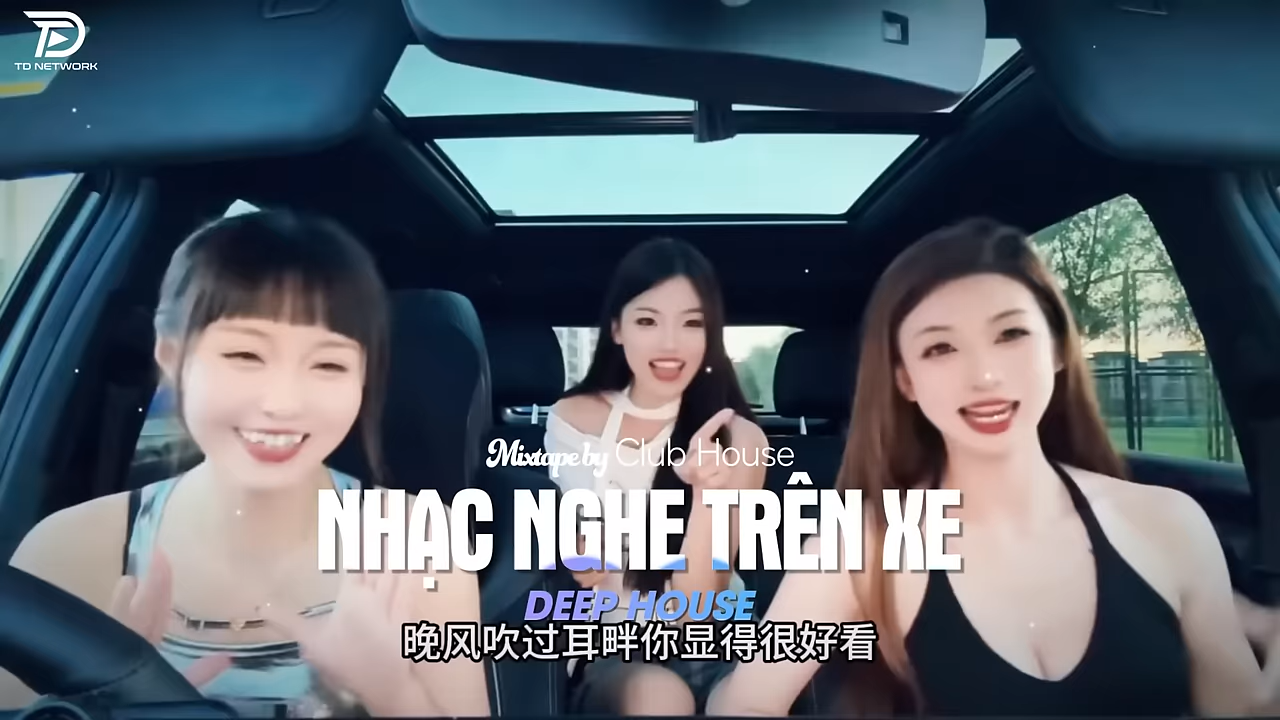 TD NETWORK
Mixtape by Club House
NHẠC NGHE TRÊN XE
DEEP HOUSE
晚风吹过耳畔你显得很好看